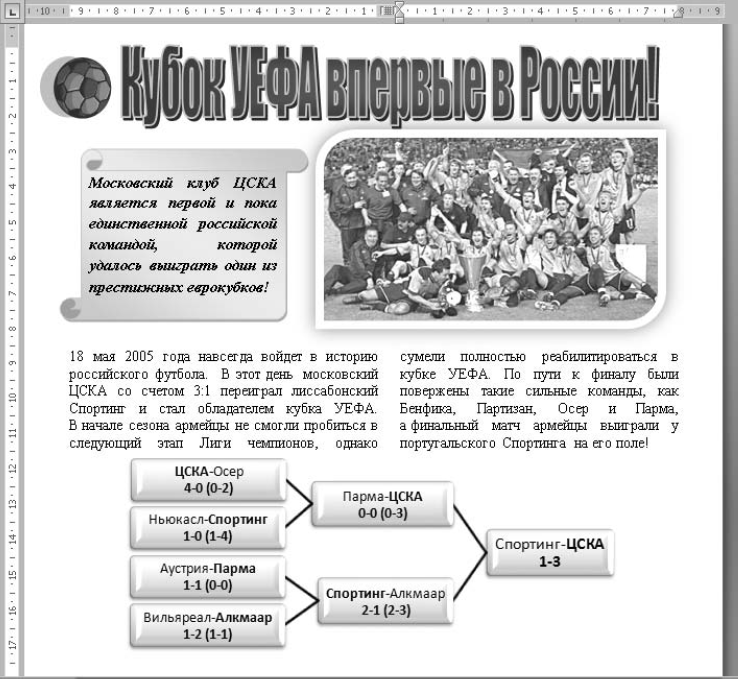 Кубок УЕФА впервые в России!
Московский клуб ЦСКА
является первой и пока
единственной российской
командой, которой
удалось выиграть один из
престижных еврокубков!
18 мая 2005 года навсегда войдет в историю
российского футбола. В этот день московский
ЦСКА со счетом 3:1 переиграл лиссабонский
Спортинг и стал обладателем кубка УЕФА.
В начале сезона армейцы не смогли пробиться в
следующий этап Лиги чемпионов, однако
сумели полностью реабилитироваться в
кубке УЕФА. По пути к финалу были
повержены такие сильные команды, как
Бенфика, Партизан, Осер и Парма,
а финальный матч армейцы выиграли у
португальского Спортинга на его поле!
ЦСКА-Осер
4-0 (0-2)
Ньюкасл-Спортинг
1-0 (1-4)
Аустрия-Парма
1-1 (0-0)
Вильяреал-Алкмаар
1-2 (1-1)
Парма-ЦСКА
0-0 (0-3)
Спортинг-Алкмаар
2-1 (2-3)
Спортинг-ЦСКА
1-3